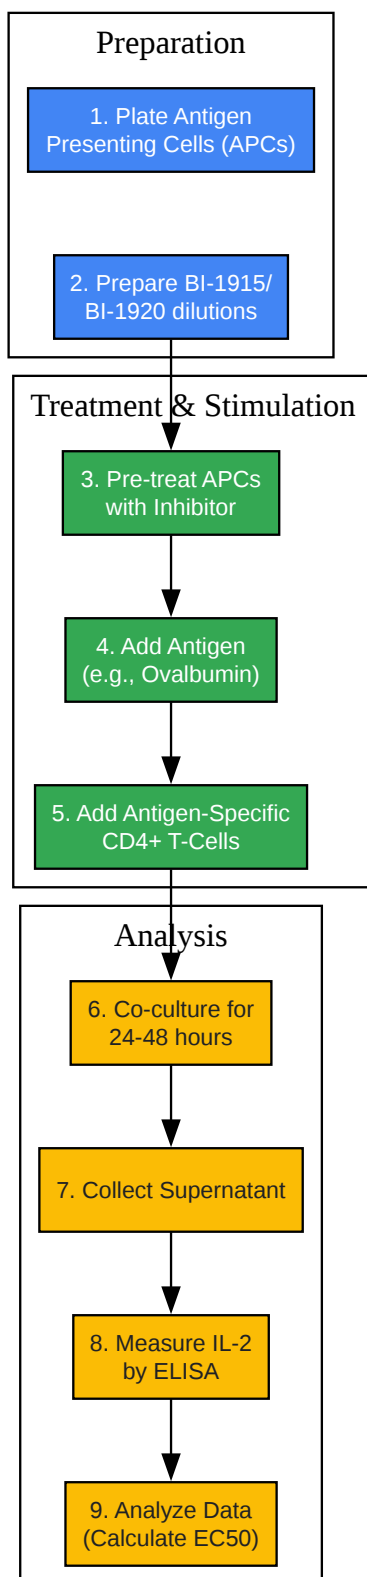 Preparation
1. Plate Antigen
Presenting Cells (APCs)
2. Prepare BI-1915/
BI-1920 dilutions
Treatment & Stimulation
3. Pre-treat APCs
with Inhibitor
4. Add Antigen
(e.g., Ovalbumin)
5. Add Antigen-Specific
CD4+ T-Cells
Analysis
6. Co-culture for
24-48 hours
7. Collect Supernatant
8. Measure IL-2
by ELISA
9. Analyze Data
(Calculate EC50)